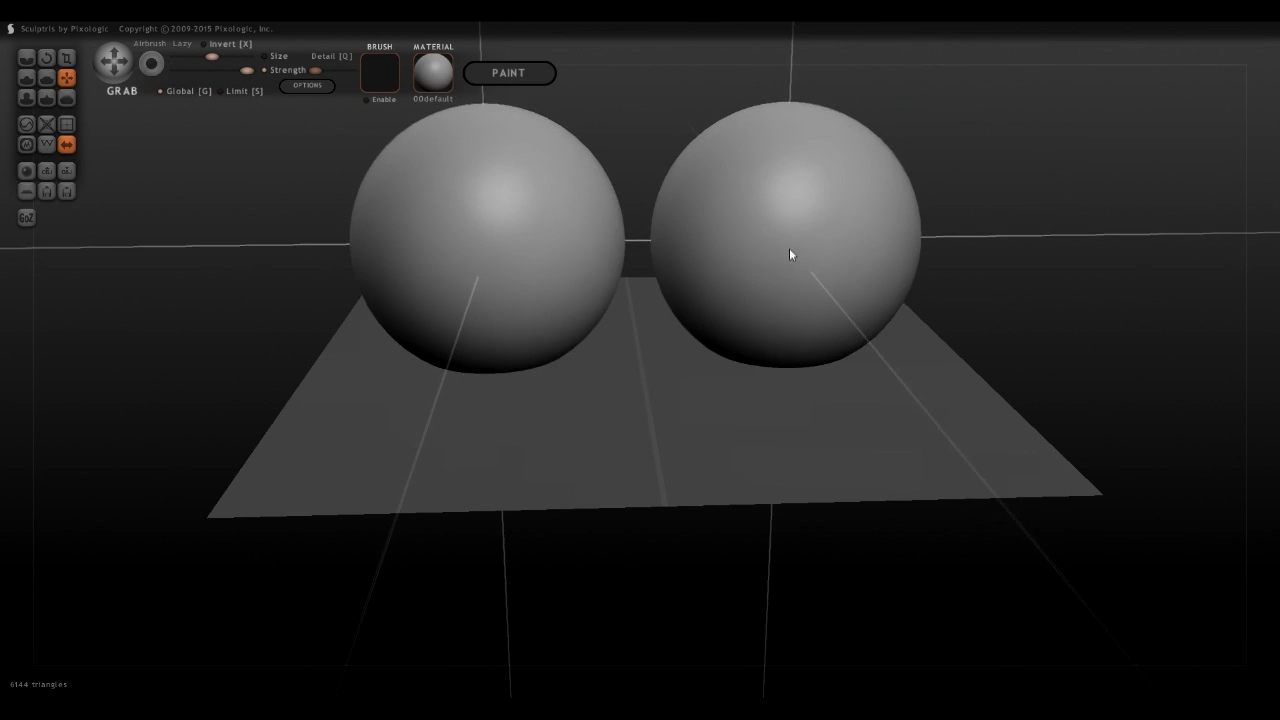 Sculptris by Pixologic Copyright © 2009-2015 Pixologic, Inc.
Airbrush Lazy Invert [X]
Size Detail [Q]
Strength
GRAB Global [G] Limit [S] OPTIONS
BRUSH
Enable
MATERIAL
00default
PAINT
GoZ
6144 triangles